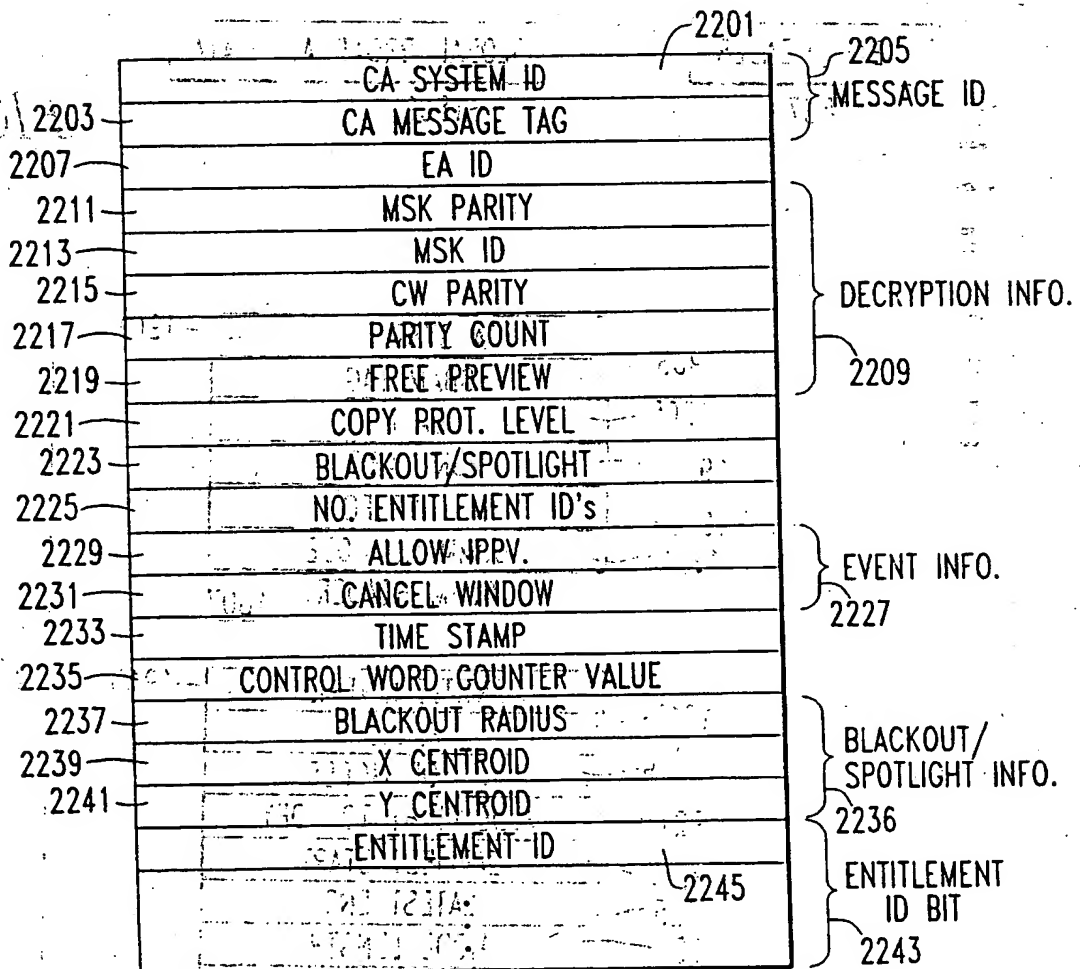 2201
CA SYSTEM ID
2205
MESSAGE ID
2203
CA MESSAGE TAG
2207
EA ID
2211
MSK PARITY
2213
MSK ID
2215
CW PARITY
DECRYPTION INFO.
2217
PARITY COUNT
2209
2219
FREE PREVIEW
2221
COPY PROT. LEVEL
2223
BLACKOUT/SPOTLIGHT
2225
NO. ENTITLEMENT ID's
2229
ALLOW IPPV.
EVENT INFO.
2227
2231
CANCEL WINDOW
2233
TIME STAMP
2235
CONTROL WORD COUNTER VALUE
2237
BLACKOUT RADIUS
BLACKOUT/
SPOTLIGHT INFO.
2236
2239
X CENTROID
2241
Y CENTROID
ENTITLEMENT ID
2245
ENTITLEMENT
ID BIT
2243